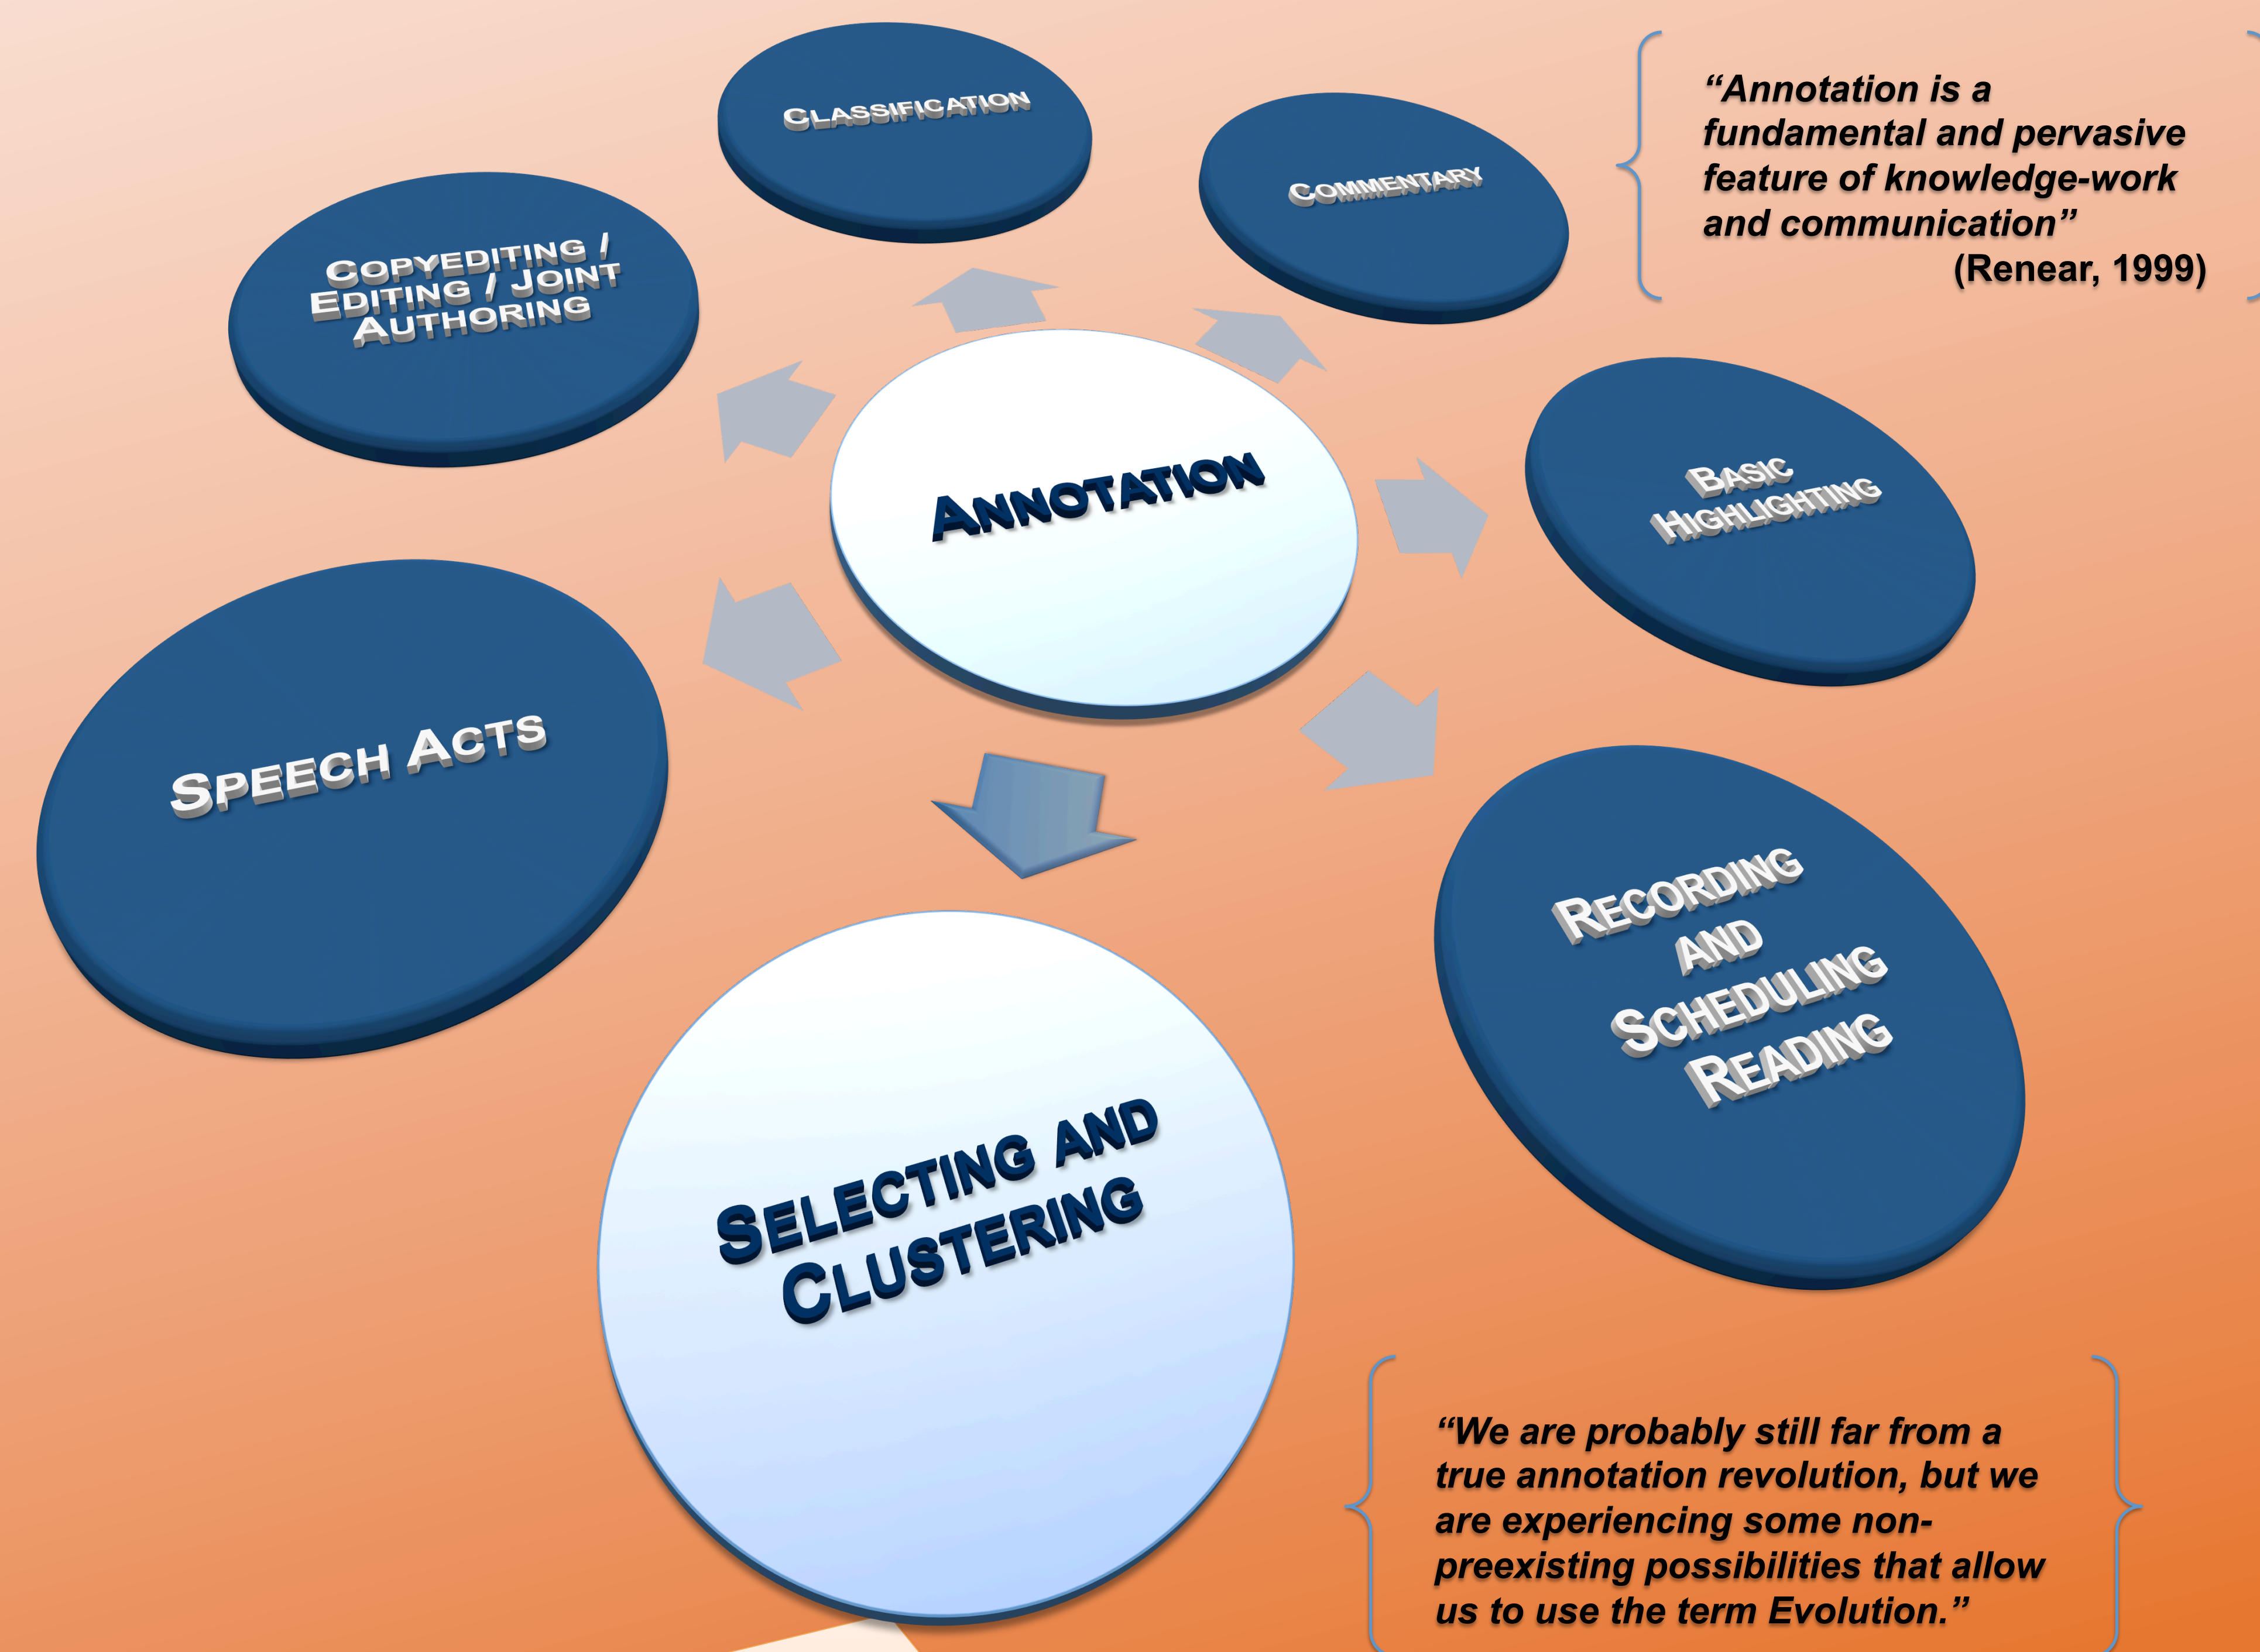 CLASSIFICATION
COMMENTARY
“Annotation is a
fundamental and pervasive
feature of knowledge-work
and communication”
(Renear, 1999)
COPYEDITING /
EDITING / JOINT
AUTHORING
ANNOTATION
BASIC
HIGHLIGHTING
SPEECH ACTS
RECORDING
AND
SCHEDULING
READING
SELECTING AND
CLUSTERING
“We are probably still far from a
true annotation revolution, but we
are experiencing some non-
preexisting possibilities that allow
us to use the term Evolution.”